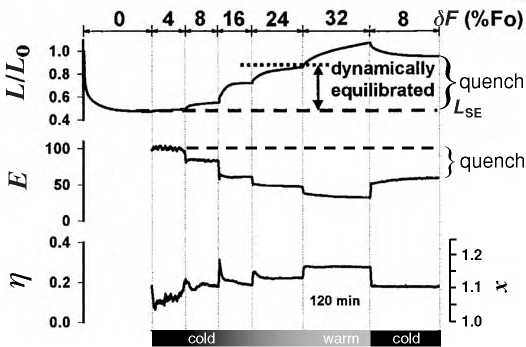 0 4 8 16 24 32 8 δF (%Fo)
L/L0
1.0
0.8
0.6
0.4
dynamically
equilibrated
quench
LSE
E
100
50
0
quench
η
0.4
0.2
0.0
120 min
1.2
1.1
1.0
x
cold warm cold